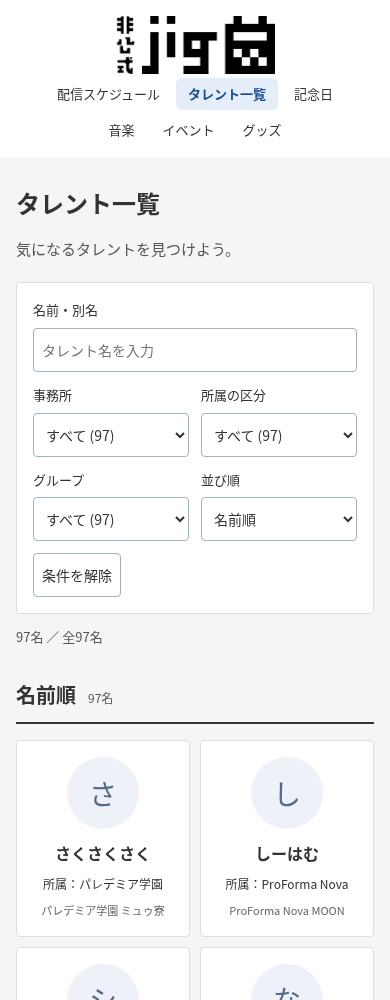 非公式 jig
配信スケジュール タレント一覧 記念日
音楽 イベント グッズ
タレント一覧
気になるタレントを見つけよう。
名前・別名
タレント名を入力
事務所 所属の区分
すべて (97) すべて (97)
グループ 並び順
すべて (97) 名前順
条件を解除
97名 ／ 全97名
名前順 97名
さ し
さくさくさく しーはむ
所属：パレデミア学園 所属：ProForma Nova
パレデミア学園 ミュゥ寮 ProForma Nova MOON
シ な